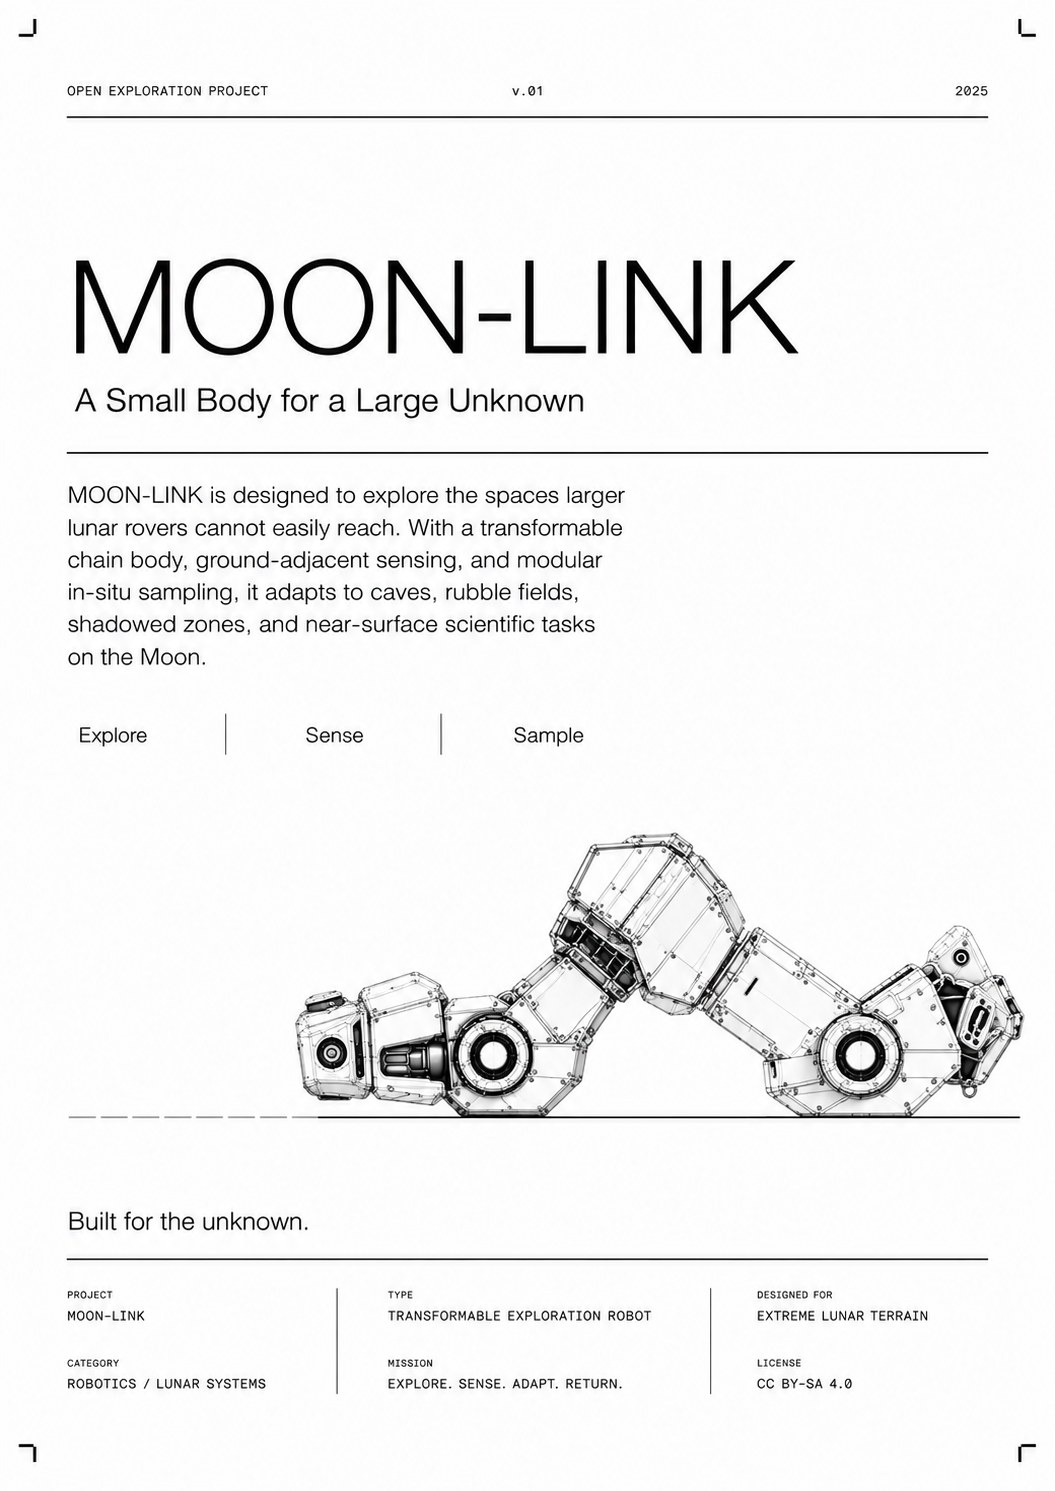 OPEN EXPLORATION PROJECT
v.01
2025
MOON-LINK
A Small Body for a Large Unknown
MOON-LINK is designed to explore the spaces larger
lunar rovers cannot easily reach. With a transformable
chain body, ground-adjacent sensing, and modular
in-situ sampling, it adapts to caves, rubble fields,
shadowed zones, and near-surface scientific tasks
on the Moon.
Explore
Sense
Sample
Built for the unknown.
PROJECT
MOON-LINK
TYPE
TRANSFORMABLE EXPLORATION ROBOT
DESIGNED FOR
EXTREME LUNAR TERRAIN
CATEGORY
ROBOTICS / LUNAR SYSTEMS
MISSION
EXPLORE. SENSE. ADAPT. RETURN.
LICENSE
CC BY-SA 4.0